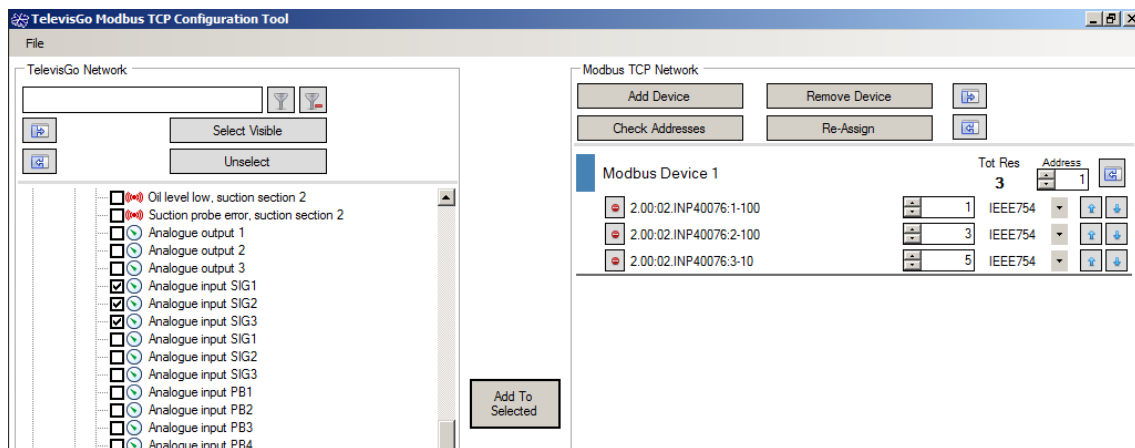 TelevisGo Modbus TCP Configuration Tool
File
TelevisGo Network
Select Visible
Unselect
Oil level low, suction section 2
Suction probe error, suction section 2
Analogue output 1
Analogue output 2
Analogue output 3
Analogue input SIG1
Analogue input SIG2
Analogue input SIG3
Analogue input SIG1
Analogue input SIG2
Analogue input SIG3
Analogue input PB1
Analogue input PB2
Analogue input PB3
Analogue input PB4
Add To
Selected
Modbus TCP Network
Add Device
Remove Device
Check Addresses
Re-Assign
Modbus Device 1
Tot Res
3
Address
1
2.00:02.INP40076:1-100 1 IEEE754
2.00:02.INP40076:2-100 3 IEEE754
2.00:02.INP40076:3-10 5 IEEE754